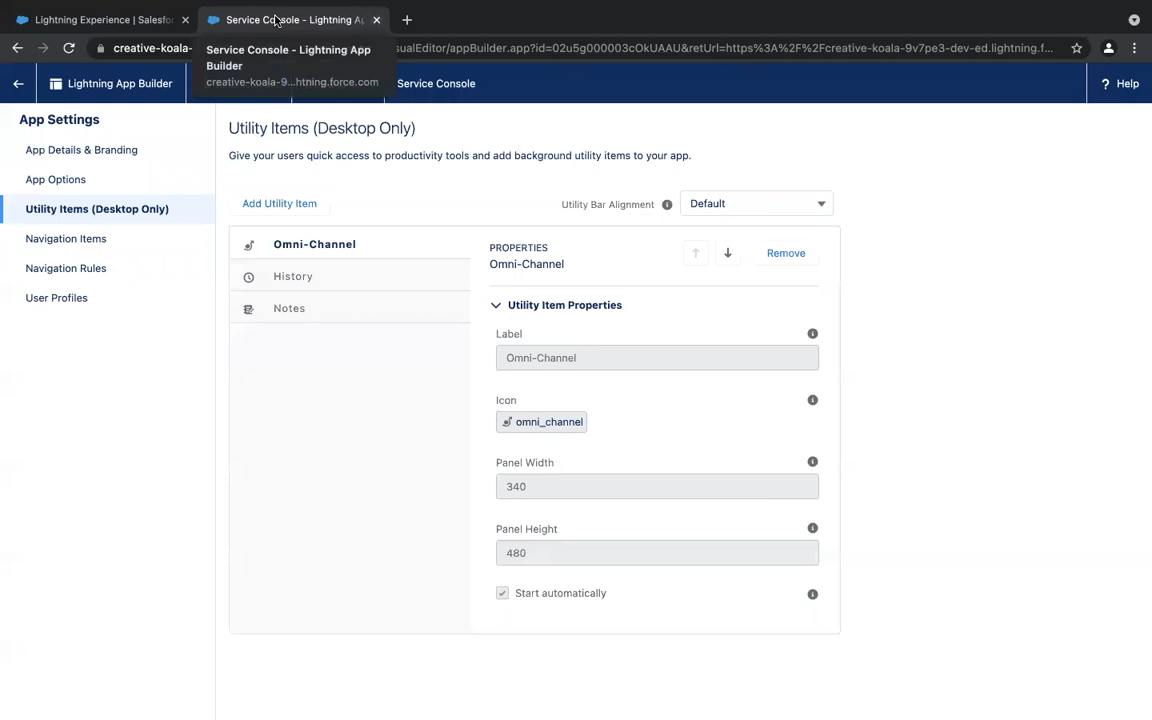 Lightning Experience | Salesfor
Service Console - Lightning Ap
creative-koala-
sualEditor/appBuilder.app?id=02u5g000003cOkUAAU&retUrl=https%3A%2F%2Fcreative-koala-9v7pe3-dev-ed.lightning.f...
Service Console - Lightning App
Builder
creative-koala-9...htning.force.com
Lightning App Builder
Service Console
? Help
App Settings
App Details & Branding
App Options
Utility Items (Desktop Only)
Navigation Items
Navigation Rules
User Profiles
Utility Items (Desktop Only)
Give your users quick access to productivity tools and add background utility items to your app.
Add Utility Item
Utility Bar Alignment
Default
Omni-Channel
History
Notes
PROPERTIES
Omni-Channel
Remove
Utility Item Properties
Label
Omni-Channel
Icon
omni_channel
Panel Width
340
Panel Height
480
Start automatically